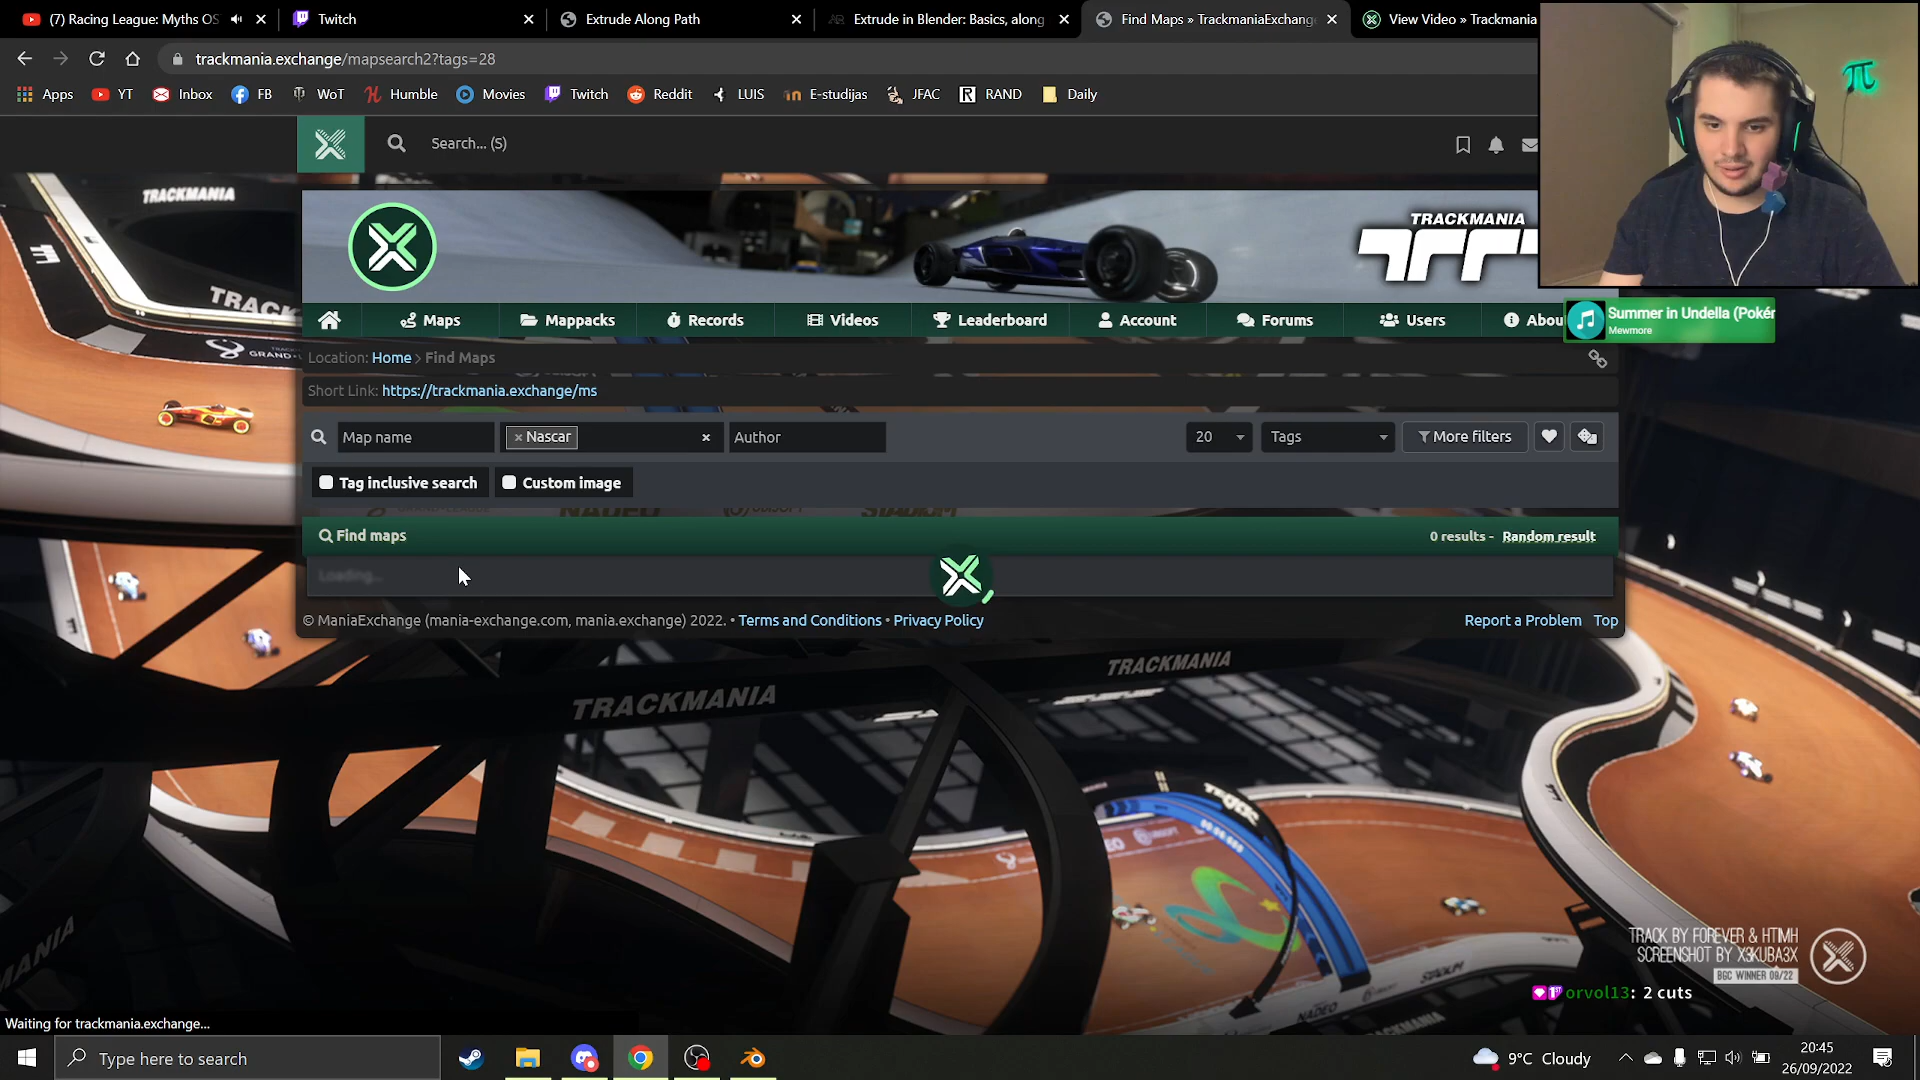 (7) Racing League: Myths OS
Twitch
Extrude Along Path
Extrude in Blender: Basics, along
Find Maps » TrackmaniaExchange
View Video » Trackmania
trackmania.exchange/mapsearch2?tags=28
Apps
YT
Inbox
FB
WoT
Humble
Movies
Twitch
Reddit
LUIS
E-studijas
JFAC
RAND
Daily
Search... (S)
TRACKMANIA
TRACKMANIA
Maps
Mappacks
Records
Videos
Leaderboard
Account
Forums
Users
Abou
Summer in Undella (Pokér
Mewmore
Location: Home > Find Maps
Short Link: https://trackmania.exchange/ms
Map name
× Nascar
×
Author
20
Tags
More filters
Tag inclusive search
Custom image
Find maps
0 results - Random result
Loading...
© ManiaExchange (mania-exchange.com, mania.exchange) 2022. • Terms and Conditions • Privacy Policy
Report a Problem
Top
TRACKMANIA
TRACKMANIA
TRACK BY FOREVER & HTIMH
SCREENSHOT BY X3KUBA3X
BGC WINNER 09/22
orvol13: 2 cuts
Waiting for trackmania.exchange...
Type here to search
9°C Cloudy
20:45
26/09/2022